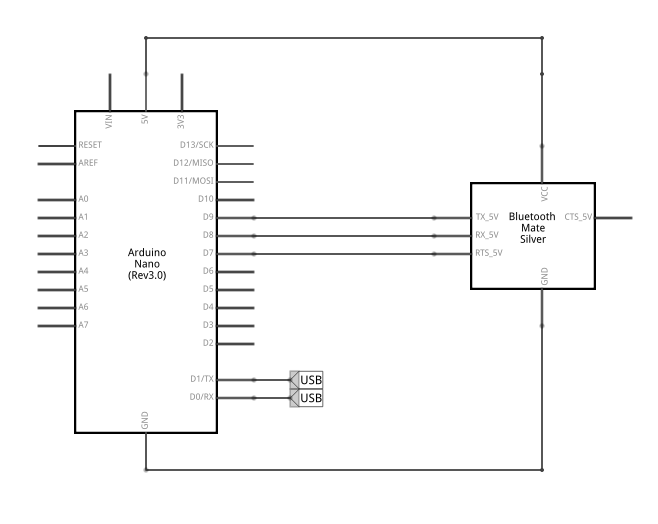 VIN
5V
3V3
RESET
AREF
A0
A1
A2
A3
A4
A5
A6
A7
D13/SCK
D12/MISO
D11/MOSI
D10
D9
D8
D7
D6
D5
D4
D3
D2
D1/TX
D0/RX
GND
Arduino
Nano
(Rev3.0)
USB
USB
VCC
TX_5V
RX_5V
RTS_5V
Bluetooth
Mate
Silver
CTS_5V
GND